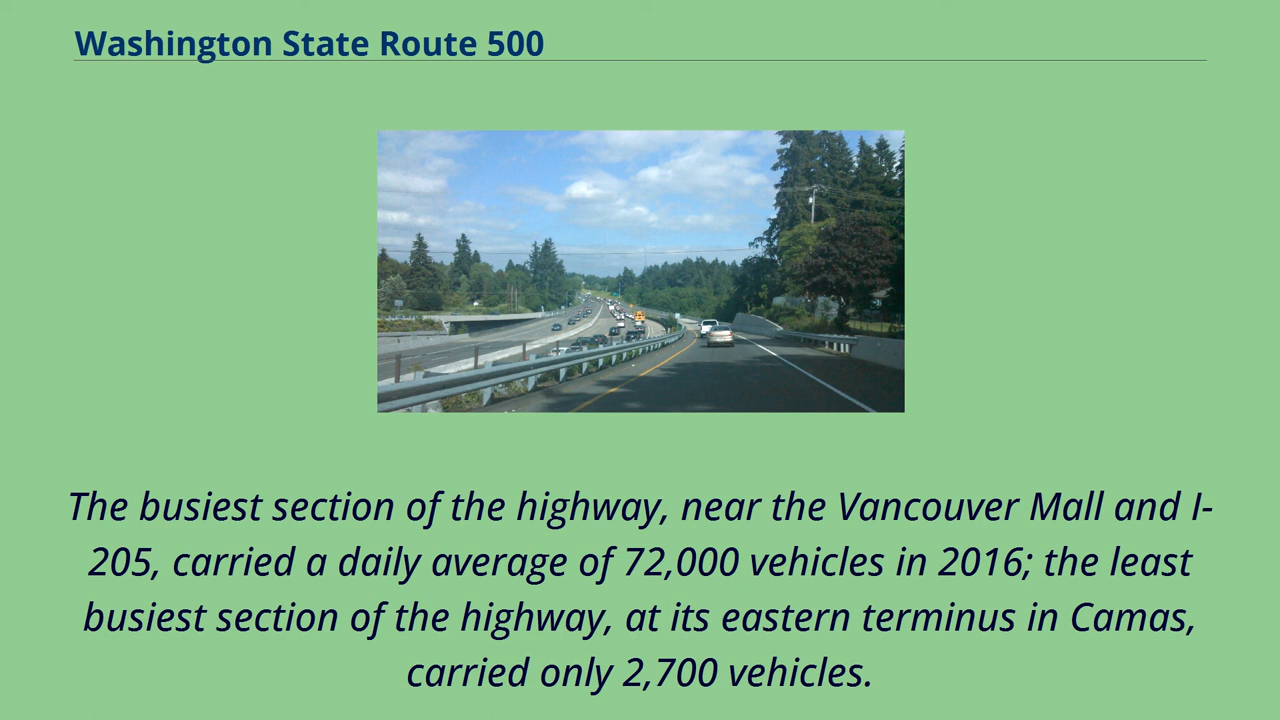 Washington State Route 500
The busiest section of the highway, near the Vancouver Mall and I-
205, carried a daily average of 72,000 vehicles in 2016; the least
busiest section of the highway, at its eastern terminus in Camas,
carried only 2,700 vehicles.